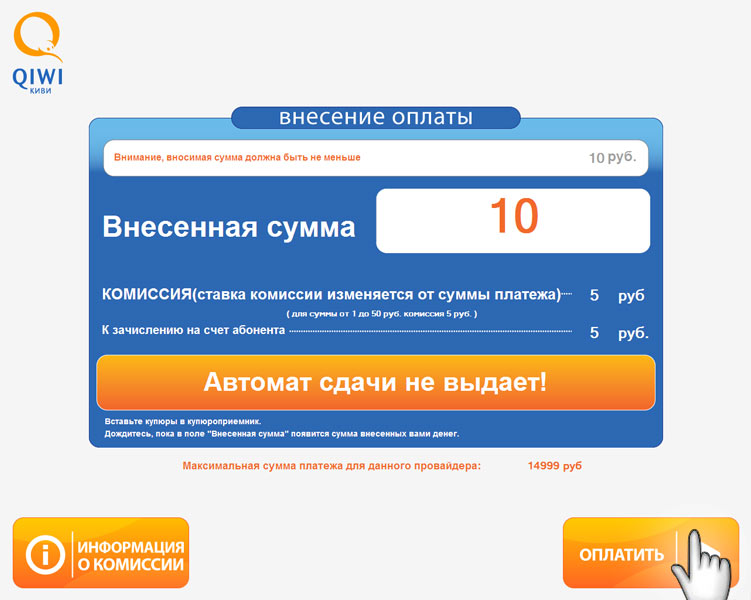 QIWI
КИВИ
внесение оплаты
Внимание, вносимая сумма должна быть не меньше 10 руб.
Внесенная сумма 10
КОМИССИЯ(ставка комиссии изменяется от суммы платежа) 5 руб
( для суммы от 1 до 50 руб. комиссия 5 руб. )
К зачислению на счет абонента 5 руб.
Автомат сдачи не выдает!
Вставьте купюры в купюроприемник.
Дождитесь, пока в поле "Внесенная сумма" появится сумма внесенных вами денег.
Максимальная сумма платежа для данного провайдера: 14999 руб
ИНФОРМАЦИЯ
О КОМИССИИ
ОПЛАТИТЬ